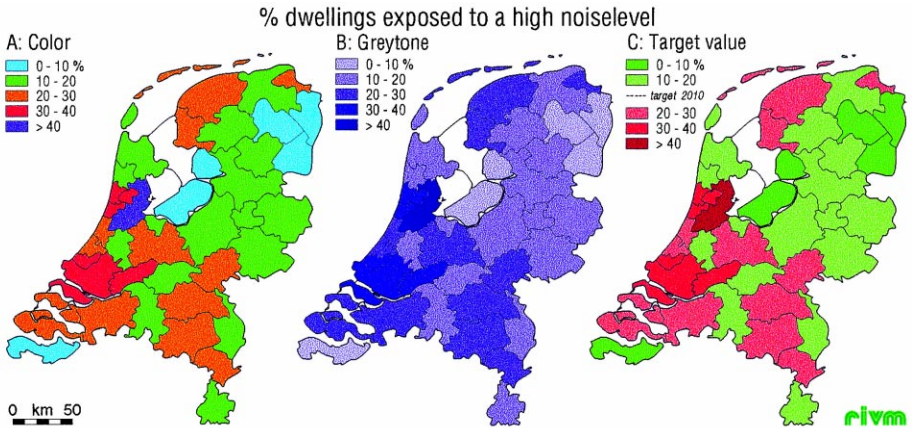 % dwellings exposed to a high noiselevel
A: Color
0 - 10 %
10 - 20
20 - 30
30 - 40
> 40
B: Greytone
0 - 10 %
10 - 20
20 - 30
30 - 40
> 40
C: Target value
0 - 10 %
10 - 20
target 2010
20 - 30
30 - 40
> 40
0 km 50
rivm